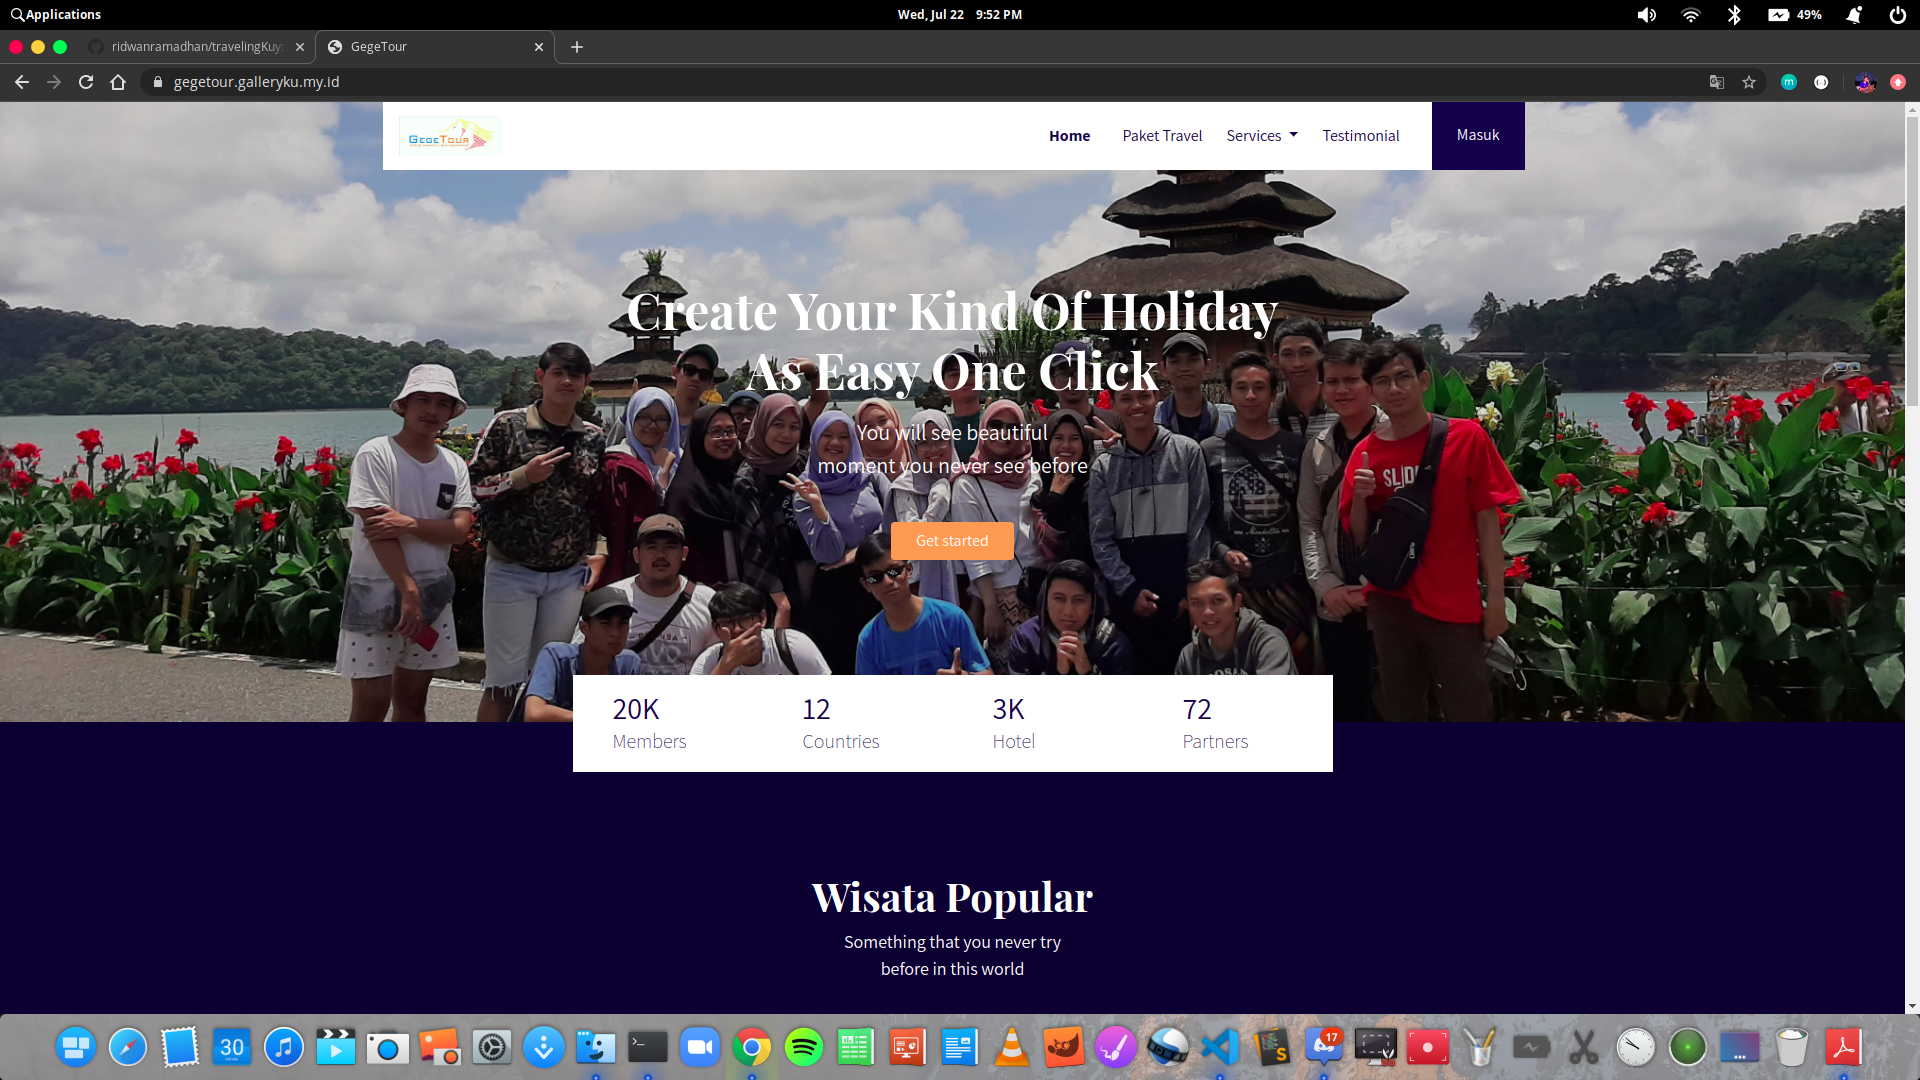 Applications
Wed, Jul 22 9:52 PM
49%
ridwanramadhan/travelingKuy
GegeTour
gegetour.galleryku.my.id
m
GEGETOUR
Home
Paket Travel
Services
Testimonial
Masuk
Create Your Kind Of Holiday
As Easy One Click
You will see beautiful
moment you never see before
Get started
20K
Members
12
Countries
3K
Hotel
72
Partners
Wisata Popular
Something that you never try
before in this world
30
17